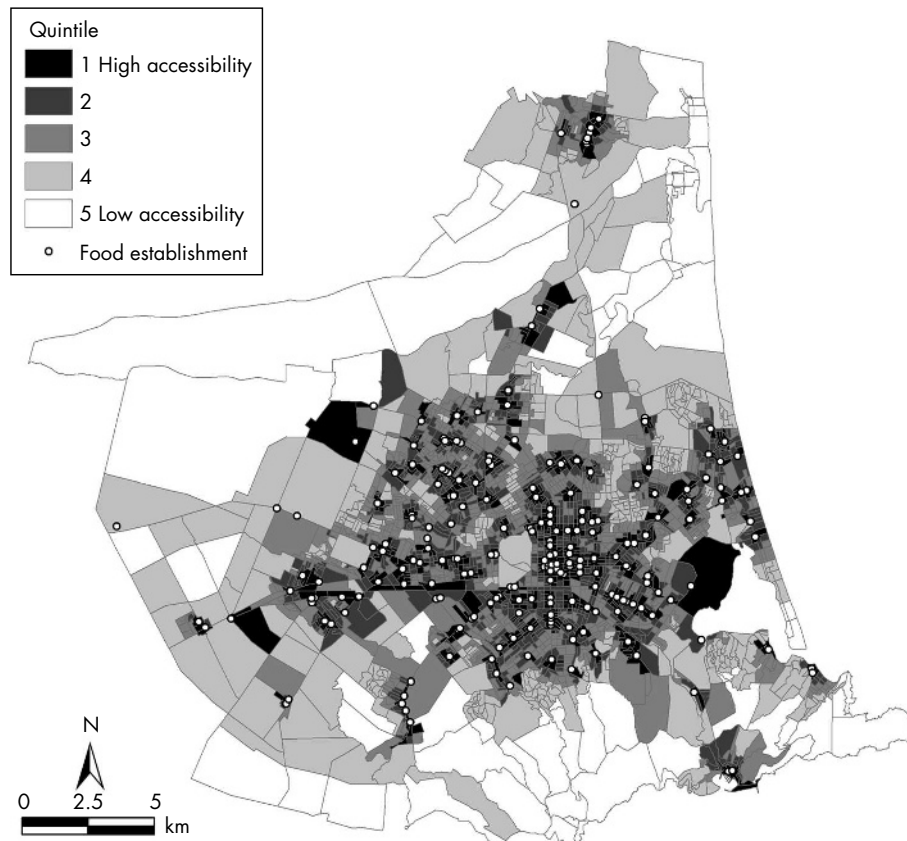 Quintile
1 High accessibility
2
3
4
5 Low accessibility
Food establishment
N
0 2.5 5
km